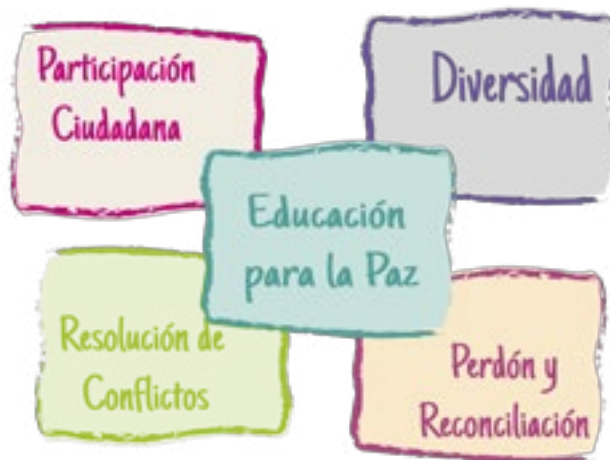 Participación
Ciudadana
Diversidad
Educación
para la Paz
Resolución de
Conflictos
Perdón y
Reconciliación